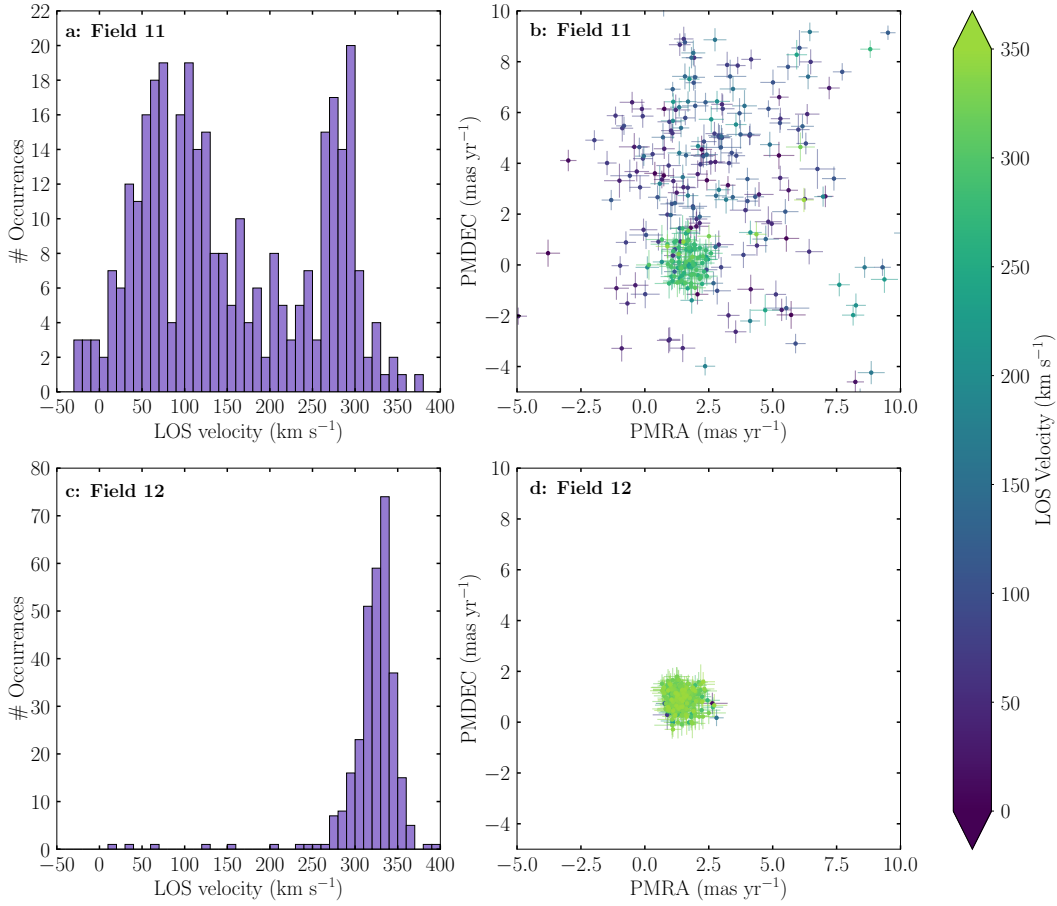 a: Field 11
22
20
18
16
14
12
10
8
6
4
2
0
# Occurrences
−50 0 50 100 150 200 250 300 350 400
LOS velocity (km s−1)
b: Field 11
10
8
6
4
2
0
−2
−4
PMDEC (mas yr−1)
−5.0 −2.5 0.0 2.5 5.0 7.5 10.0
PMRA (mas yr−1)
c: Field 12
80
70
60
50
40
30
20
10
0
# Occurrences
−50 0 50 100 150 200 250 300 350 400
LOS velocity (km s−1)
d: Field 12
10
8
6
4
2
0
−2
−4
PMDEC (mas yr−1)
−5.0 −2.5 0.0 2.5 5.0 7.5 10.0
PMRA (mas yr−1)
350
300
250
200
150
100
50
0
LOS Velocity (km s−1)